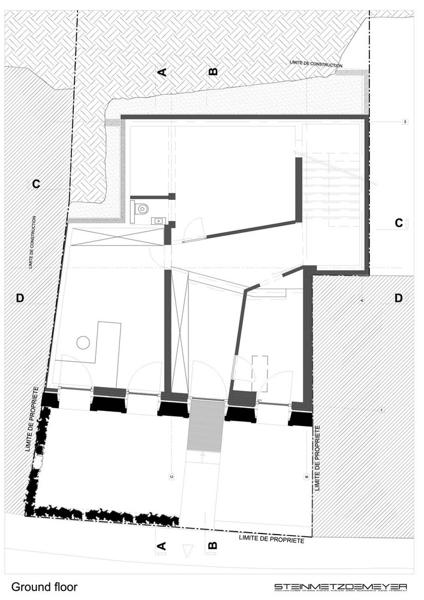 A
B
LIMITE DE CONSTRUCTION
C
C
LIMITE DE CONSTRUCTION
D
D
LIMITE DE PROPRIETE
LIMITE DE PROPRIETE
A
B
LIMITE DE PROPRIETE
Ground floor
STEINMETZDEMEYER